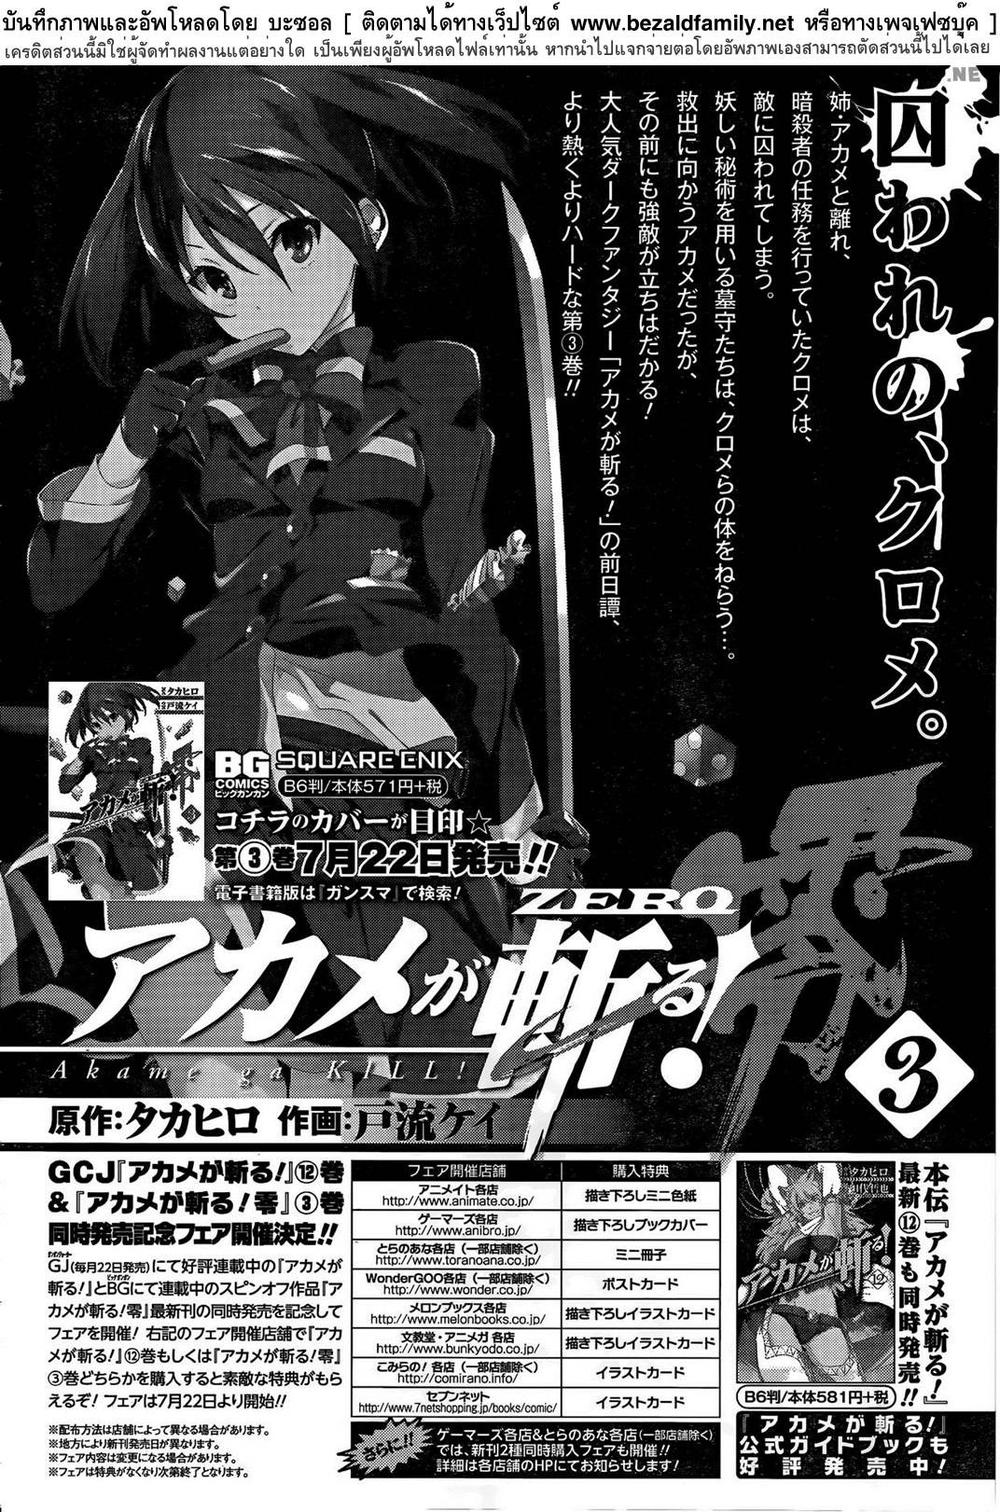 บันทึกภาพและอัพโหลดโดย บะซอล [ ติดตามได้ทางเว็ปไซต์ www.bezaldfamily.net หรือทางเพจเฟซบุ๊ค ]
เครดิตส่วนนี้มิใช่ผู้จัดทำผลงานแต่อย่างใด เป็นเพียงผู้อัพโหลดไฟล์เท่านั้น หากนำไปแจกจ่ายต่อโดยอัพภาพเองสามารถตัดส่วนนี้ไปได้เลย
.NE
囚われの、クロメ。
姉・アカメと離れ、
暗殺者の任務を行っていたクロメは、
敵に囚われてしまう。
妖しい秘術を用いる墓守たちは、クロメらの体をねらう…。
救出に向かうアカメだったが、
その前にも強敵が立ちはだかる！
大人気ダークファンタジー「アカメが斬る！」の前日譚、
より熱くよりハードな第③巻!!
原作 タカヒロ
作画 戸流ケイ
アカメが斬る！
零
3
BG
COMICS
ビッグガンガン
SQUARE ENIX
B6判/本体571円+税
コチラのカバーが目印☆
第③巻7月22日発売!!
電子書籍版は『ガンスマ』で検索！
ZERO
アカメが斬る！零
3
Akame ga KILL!
原作：タカヒロ 作画：戸流ケイ
GCJ『アカメが斬る!』⑫巻
&『アカメが斬る！零』③巻
同時発売記念フェア開催決定!!
GJ(毎月22日発売)にて好評連載中の『アカメが
斬る!』とBGにて連載中のスピンオフ作品『ア
カメが斬る！零』最新刊の同時発売を記念して
フェアを開催！ 右記のフェア開催店舗で『アカ
メが斬る!』⑫巻もしくは『アカメが斬る！零』
③巻どちらかを購入すると素敵な特典がもら
えるぞ！フェアは7月22日より開始!!
※配布方法は店舗によって異なる場合があります。
※地方により新刊発売日が異なります。
※フェア内容は変更になる場合があります。
※フェアは特典がなくなり次第終了となります。
フェア開催店舗 購入特典
アニメイト各店
http://www.animate.co.jp/ 描き下ろしミニ色紙
ゲーマーズ各店
http://www.anibro.jp/ 描き下ろしブックカバー
とらのあな各店（一部店舗除く）
http://www.toranoana.co.jp/ ミニ冊子
WonderGOO各店（一部店舗除く）
http://www.wonder.co.jp/ ポストカード
メロンブックス各店
http://www.melonbooks.co.jp/ 描き下ろしイラストカード
文教堂・アニメガ 各店
http://www.bunkyodo.co.jp/ 描き下ろしイラストカード
こみらの！各店（一部店舗除く）
http://comirano.info/ イラストカード
セブンネット
http://www.7netshopping.jp/books/comic/ イラストカード
さらに!!
ゲーマーズ各店&とらのあな各店（一部店舗除く）
では、新刊2種同時購入フェアも開催!!
詳細は各店舗のHPにてお知らせします！
本伝『アカメが斬る!』
最新⑫巻も同時発売!!
タカヒロ
アカメが斬る！
12
B6判/本体581円+税
『アカメが斬る!』
公式ガイドブックも
好評発売中！